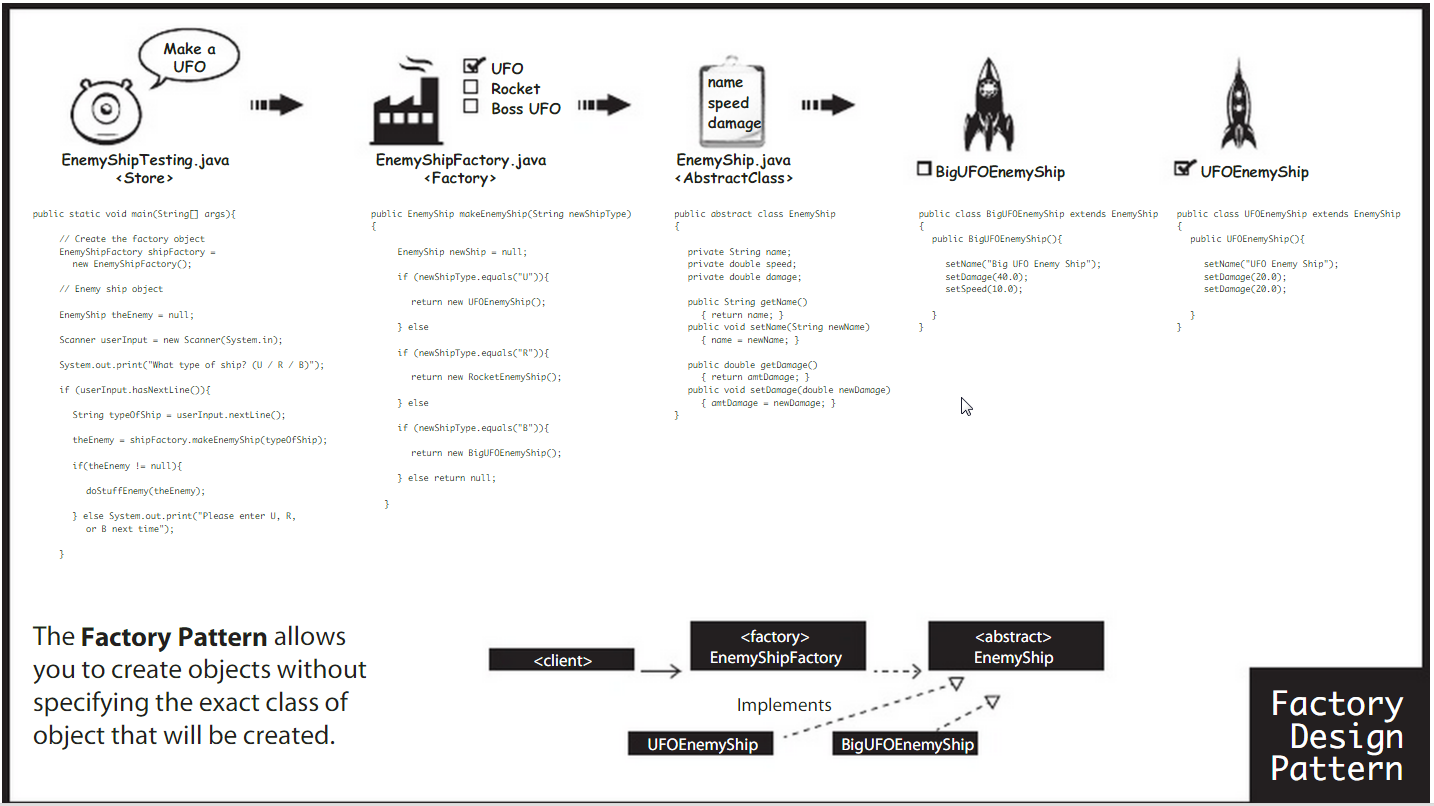 Make a
UFO
UFO
Rocket
Boss UFO
name
speed
damage
EnemyShipTesting.java
<Store>
EnemyShipFactory.java
<Factory>
EnemyShip.java
<AbstractClass>
BigUFOEnemyShip
UFOEnemyShip
public static void main(String[] args){
// Create the factory object
EnemyShipFactory shipFactory =
new EnemyShipFactory();
// Enemy ship object
EnemyShip theEnemy = null;
Scanner userInput = new Scanner(System.in);
System.out.print("What type of ship? (U / R / B)");
if (userInput.hasNextLine()){
String typeOfShip = userInput.nextLine();
theEnemy = shipFactory.makeEnemyShip(typeOfShip);
if(theEnemy != null){
doStuffEnemy(theEnemy);
} else System.out.print("Please enter U, R,
or B next time");
}
public EnemyShip makeEnemyShip(String newShipType)
{
EnemyShip newShip = null;
if (newShipType.equals("U")){
return new UFOEnemyShip();
} else
if (newShipType.equals("R")){
return new RocketEnemyShip();
} else
if (newShipType.equals("B")){
return new BigUFOEnemyShip();
} else return null;
}
public abstract class EnemyShip
{
private String name;
private double speed;
private double damage;
public String getName()
{ return name; }
public void setName(String newName)
{ name = newName; }
public double getDamage()
{ return amtDamage; }
public void setDamage(double newDamage)
{ amtDamage = newDamage; }
}
public class BigUFOEnemyShip extends EnemyShip
{
public BigUFOEnemyShip(){
setName("Big UFO Enemy Ship");
setDamage(40.0);
setSpeed(10.0);
}
}
public class UFOEnemyShip extends EnemyShip
{
public UFOEnemyShip(){
setName("UFO Enemy Ship");
setDamage(20.0);
setDamage(20.0);
}
}
The Factory Pattern allows
you to create objects without
specifying the exact class of
object that will be created.
<client>
<factory>
EnemyShipFactory
<abstract>
EnemyShip
Implements
UFOEnemyShip
BigUFOEnemyShip
Factory
Design
Pattern